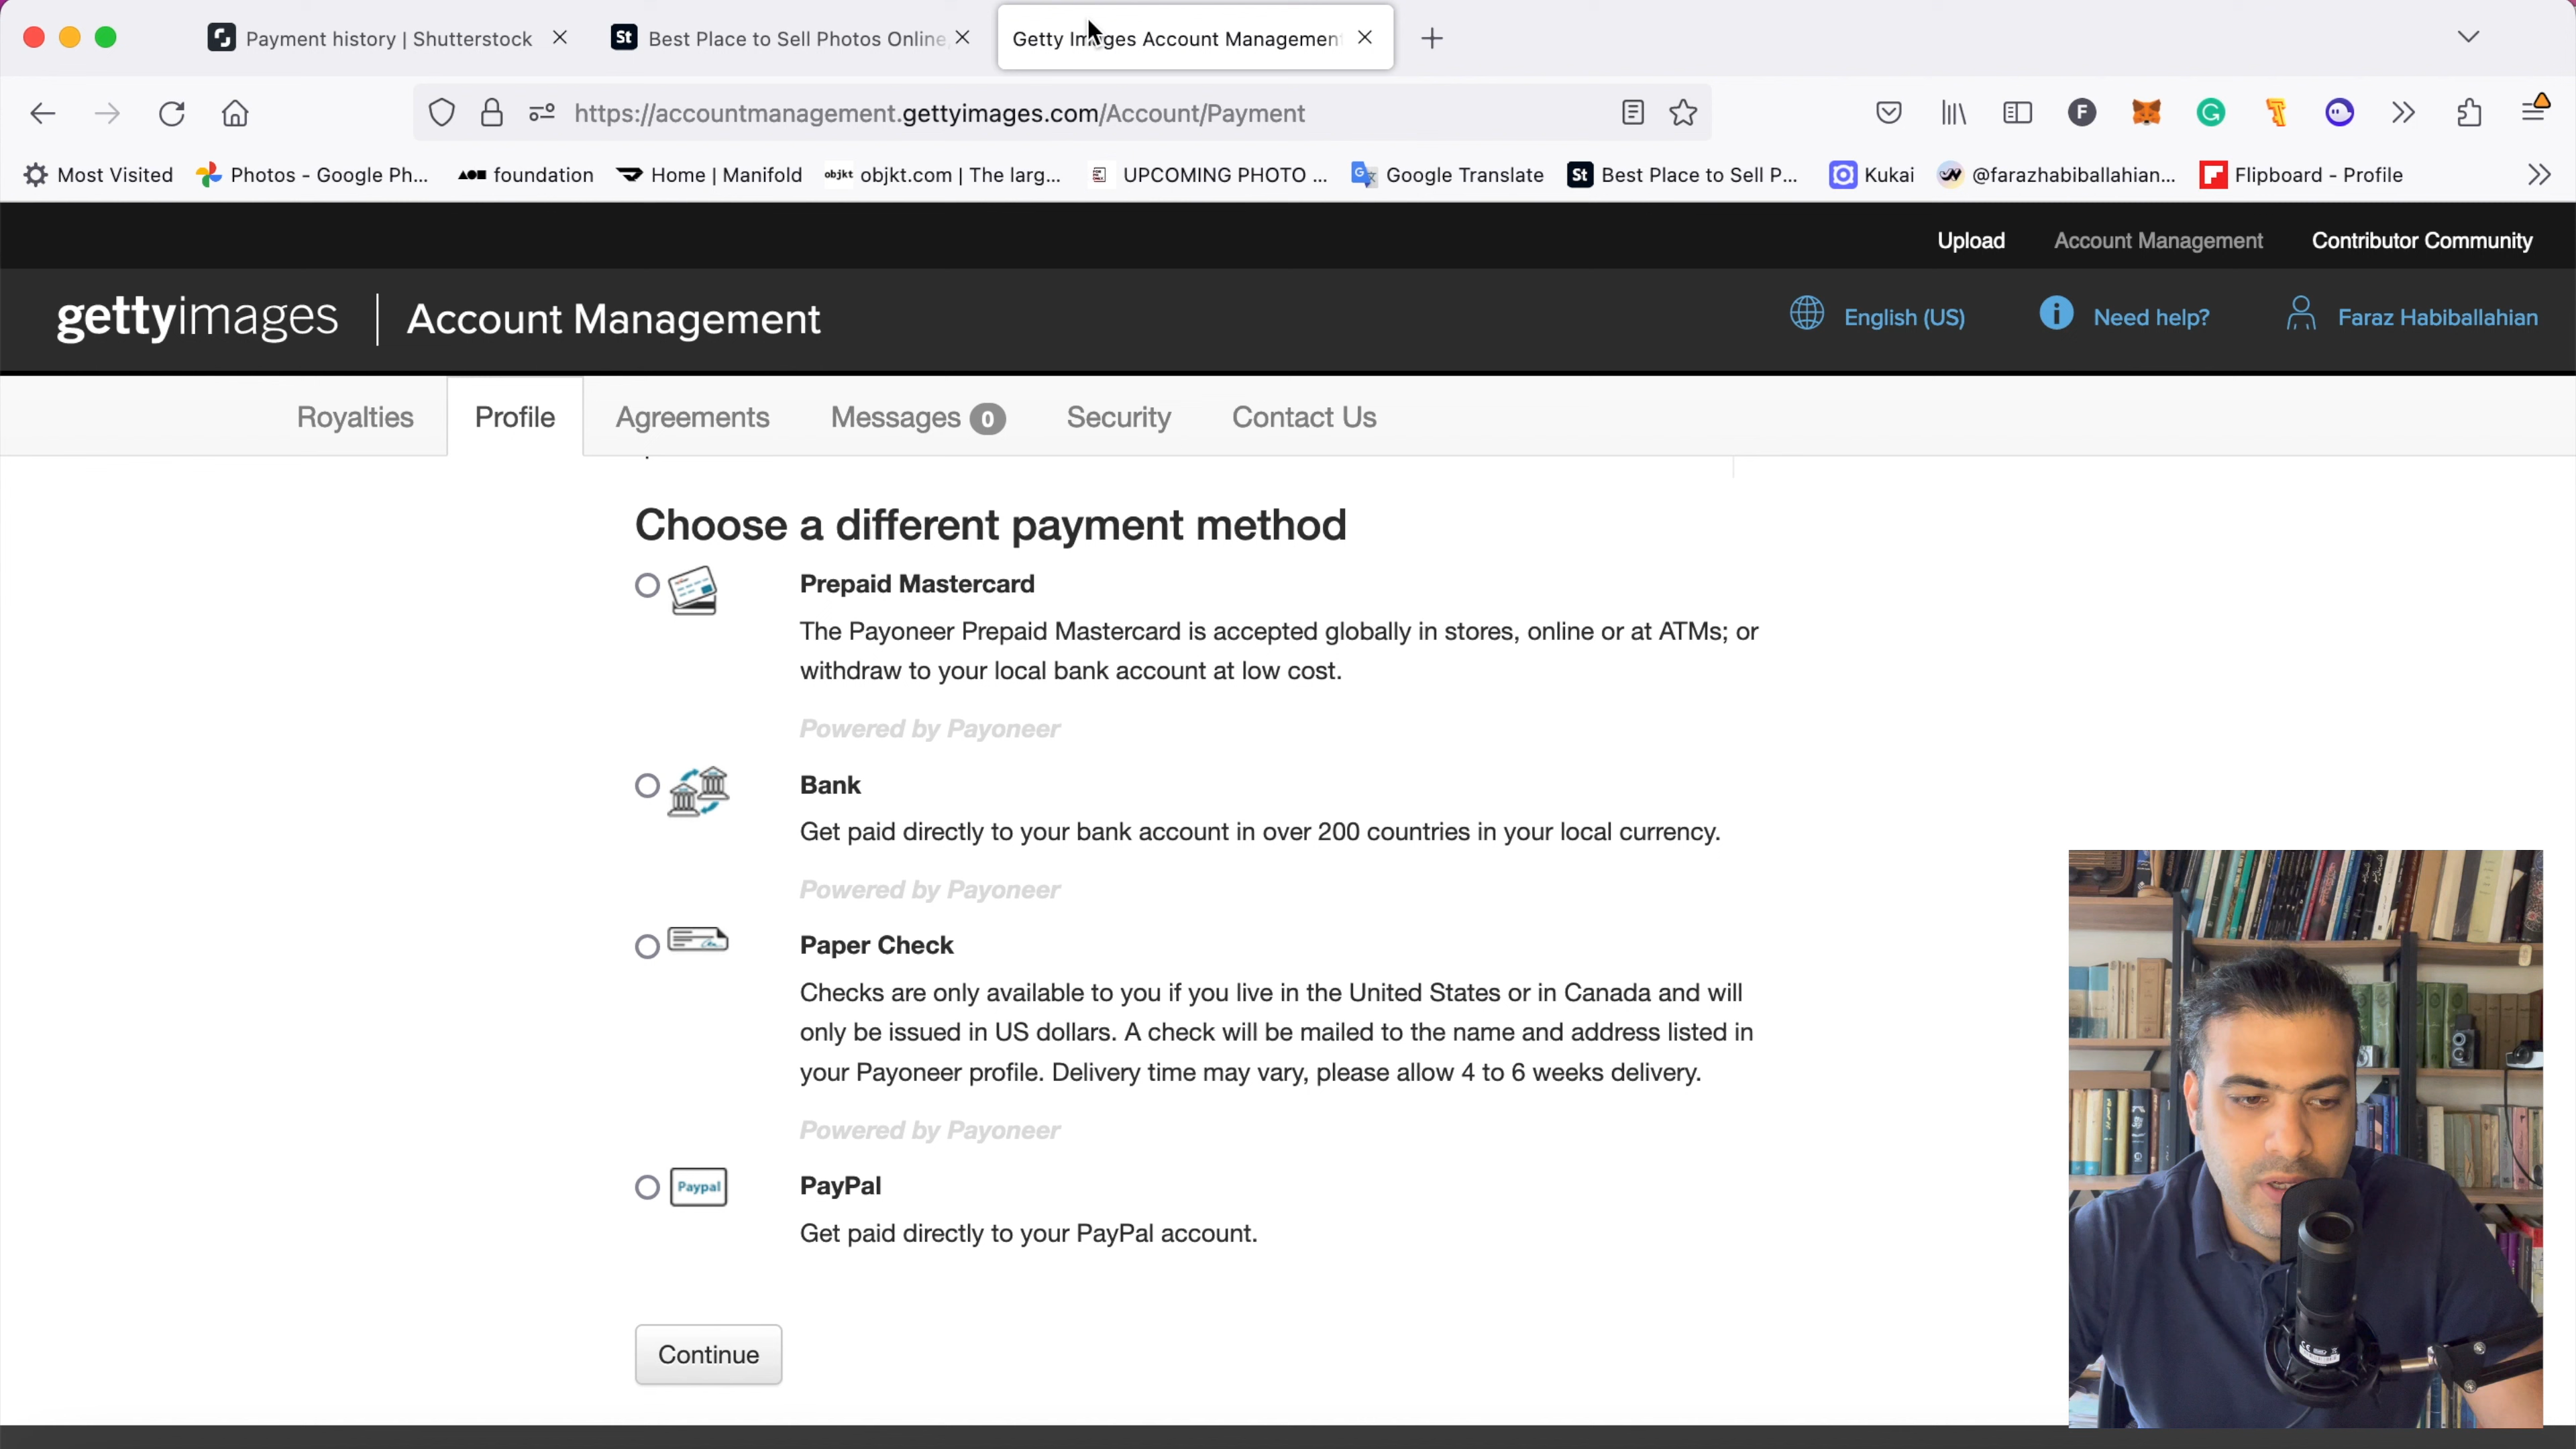 Payment history | Shutterstock
St Best Place to Sell Photos Online,
Getty Images Account Managemen
https://accountmanagement.gettyimages.com/Account/Payment
Most Visited
Photos - Google Ph...
foundation
Home | Manifold
objkt objkt.com | The larg...
UPCOMING PHOTO ...
Google Translate
St Best Place to Sell P...
Kukai
@farazhabiballahian...
Flipboard - Profile
Upload
Account Management
Contributor Community
gettyimages | Account Management
English (US)
Need help?
Faraz Habiballahian
Royalties
Profile
Agreements
Messages 0
Security
Contact Us
Choose a different payment method
Prepaid Mastercard
The Payoneer Prepaid Mastercard is accepted globally in stores, online or at ATMs; or
withdraw to your local bank account at low cost.
Powered by Payoneer
Bank
Get paid directly to your bank account in over 200 countries in your local currency.
Powered by Payoneer
Paper Check
Checks are only available to you if you live in the United States or in Canada and will
only be issued in US dollars. A check will be mailed to the name and address listed in
your Payoneer profile. Delivery time may vary, please allow 4 to 6 weeks delivery.
Powered by Payoneer
Paypal
PayPal
Get paid directly to your PayPal account.
Continue